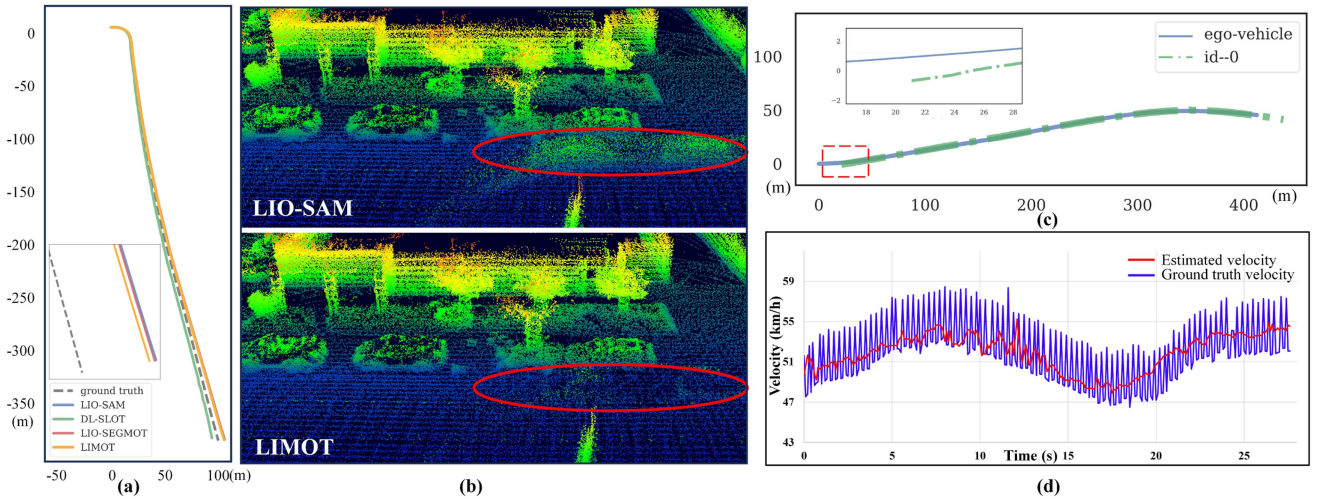 0
-50
-100
-150
-200
-250
-300
-350
(m)
ground truth
LIO-SAM
DL-SLOT
LIO-SEGMOT
LIMOT
-50
0
50
100(m)
(a)
LIO-SAM
LIMOT
(b)
100
50
0
(m)
2
0
−2
18
20
22
24
26
28
ego-vehicle
id--0
0
100
200
300
400
(m)
(c)
Velocity (km/h)
59
55
51
47
43
Estimated velocity
Ground truth velocity
0
5
10
15
20
25
Time (s)
(d)